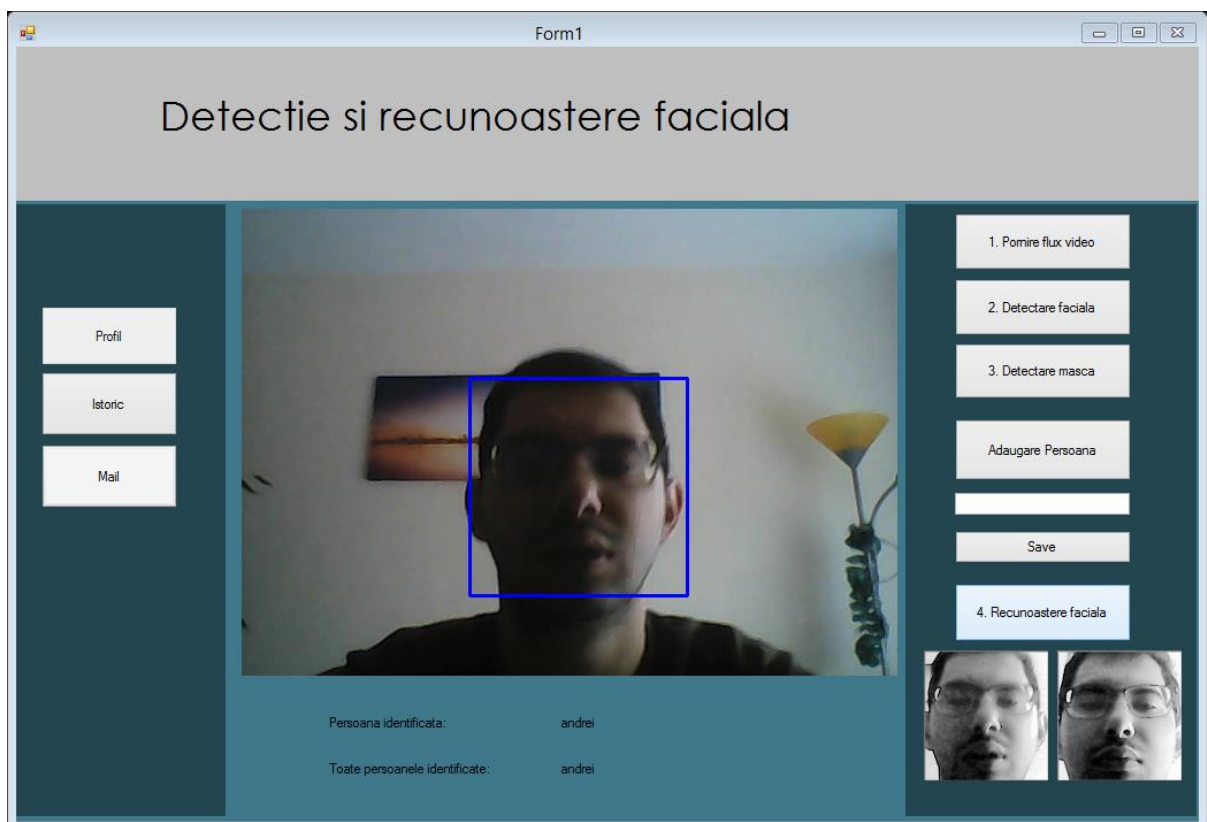 Form1
Detectie si recunoastere faciala
Profil
Istoric
Mail
1. Pornire flux video
2. Detectare faciala
3. Detectare masca
Adaugare Persoana
Save
4. Recunoastere faciala
Persoana identificata: andrei
Toate persoanele identificate: andrei